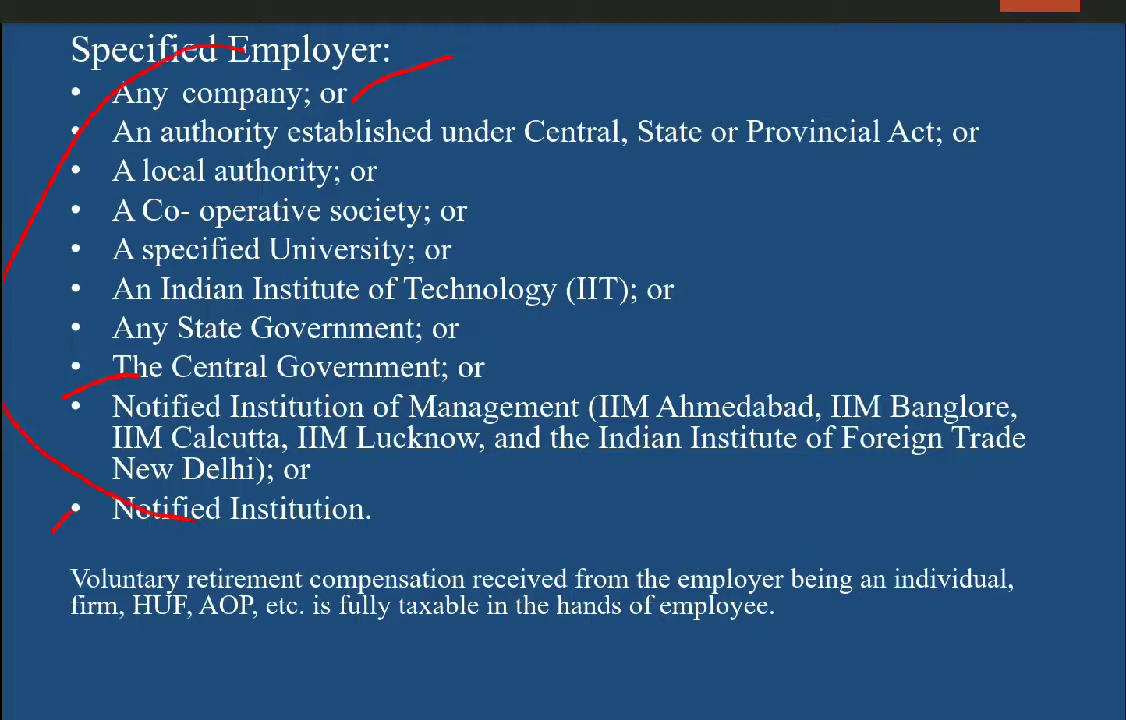 Specified Employer:
• Any company; or
• An authority established under Central, State or Provincial Act; or
• A local authority; or
• A Co- operative society; or
• A specified University; or
• An Indian Institute of Technology (IIT); or
• Any State Government; or
• The Central Government; or
• Notified Institution of Management (IIM Ahmedabad, IIM Banglore,
IIM Calcutta, IIM Lucknow, and the Indian Institute of Foreign Trade
New Delhi); or
• Notified Institution.
Voluntary retirement compensation received from the employer being an individual,
firm, HUF, AOP, etc. is fully taxable in the hands of employee.